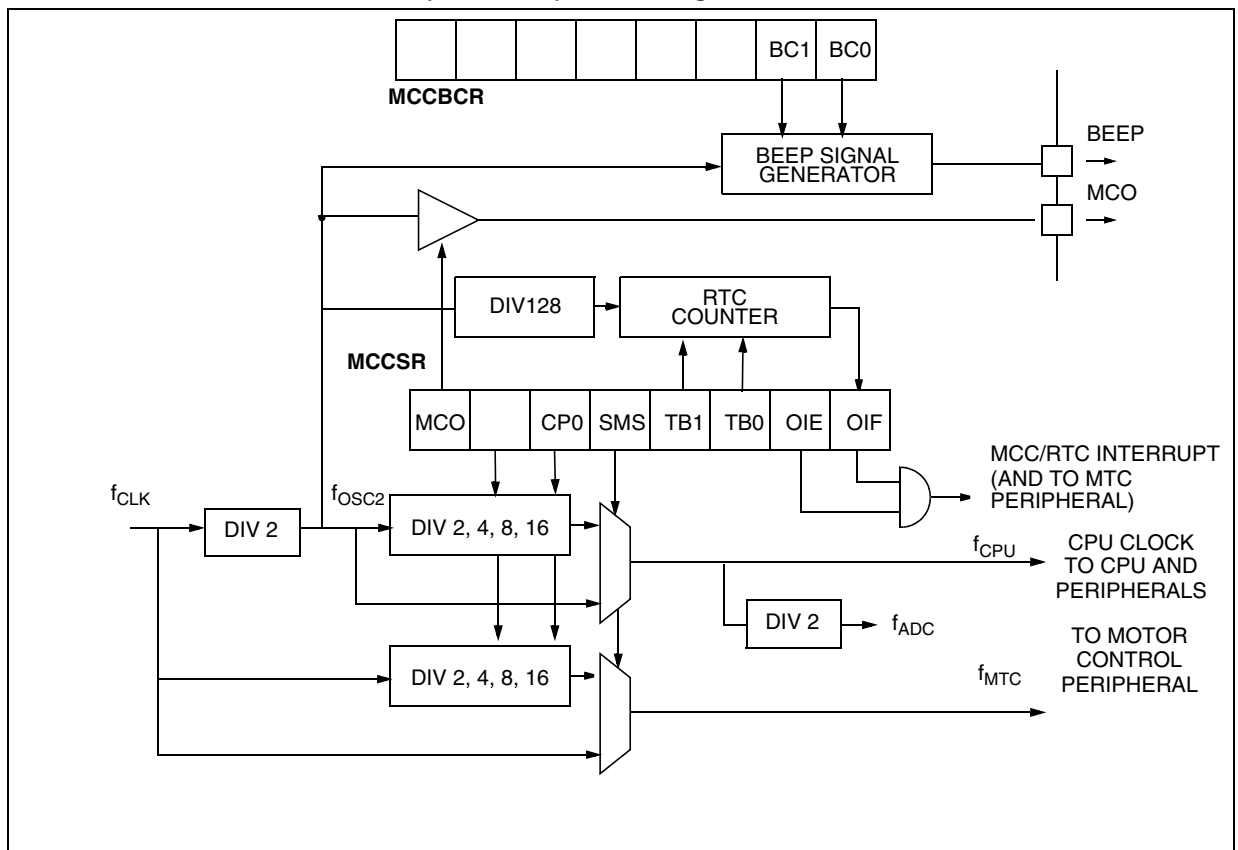 BC1 BC0
MCCBCR
BEEP SIGNAL
GENERATOR
BEEP
MCO
DIV128
RTC
COUNTER
MCCSR
MCO CP0 SMS TB1 TB0 OIE OIF
MCC/RTC INTERRUPT
(AND TO MTC
PERIPHERAL)
fCLK
DIV 2
fOSC2
DIV 2, 4, 8, 16
fCPU
CPU CLOCK
TO CPU AND
PERIPHERALS
DIV 2
fADC
DIV 2, 4, 8, 16
fMTC
TO MOTOR
CONTROL
PERIPHERAL